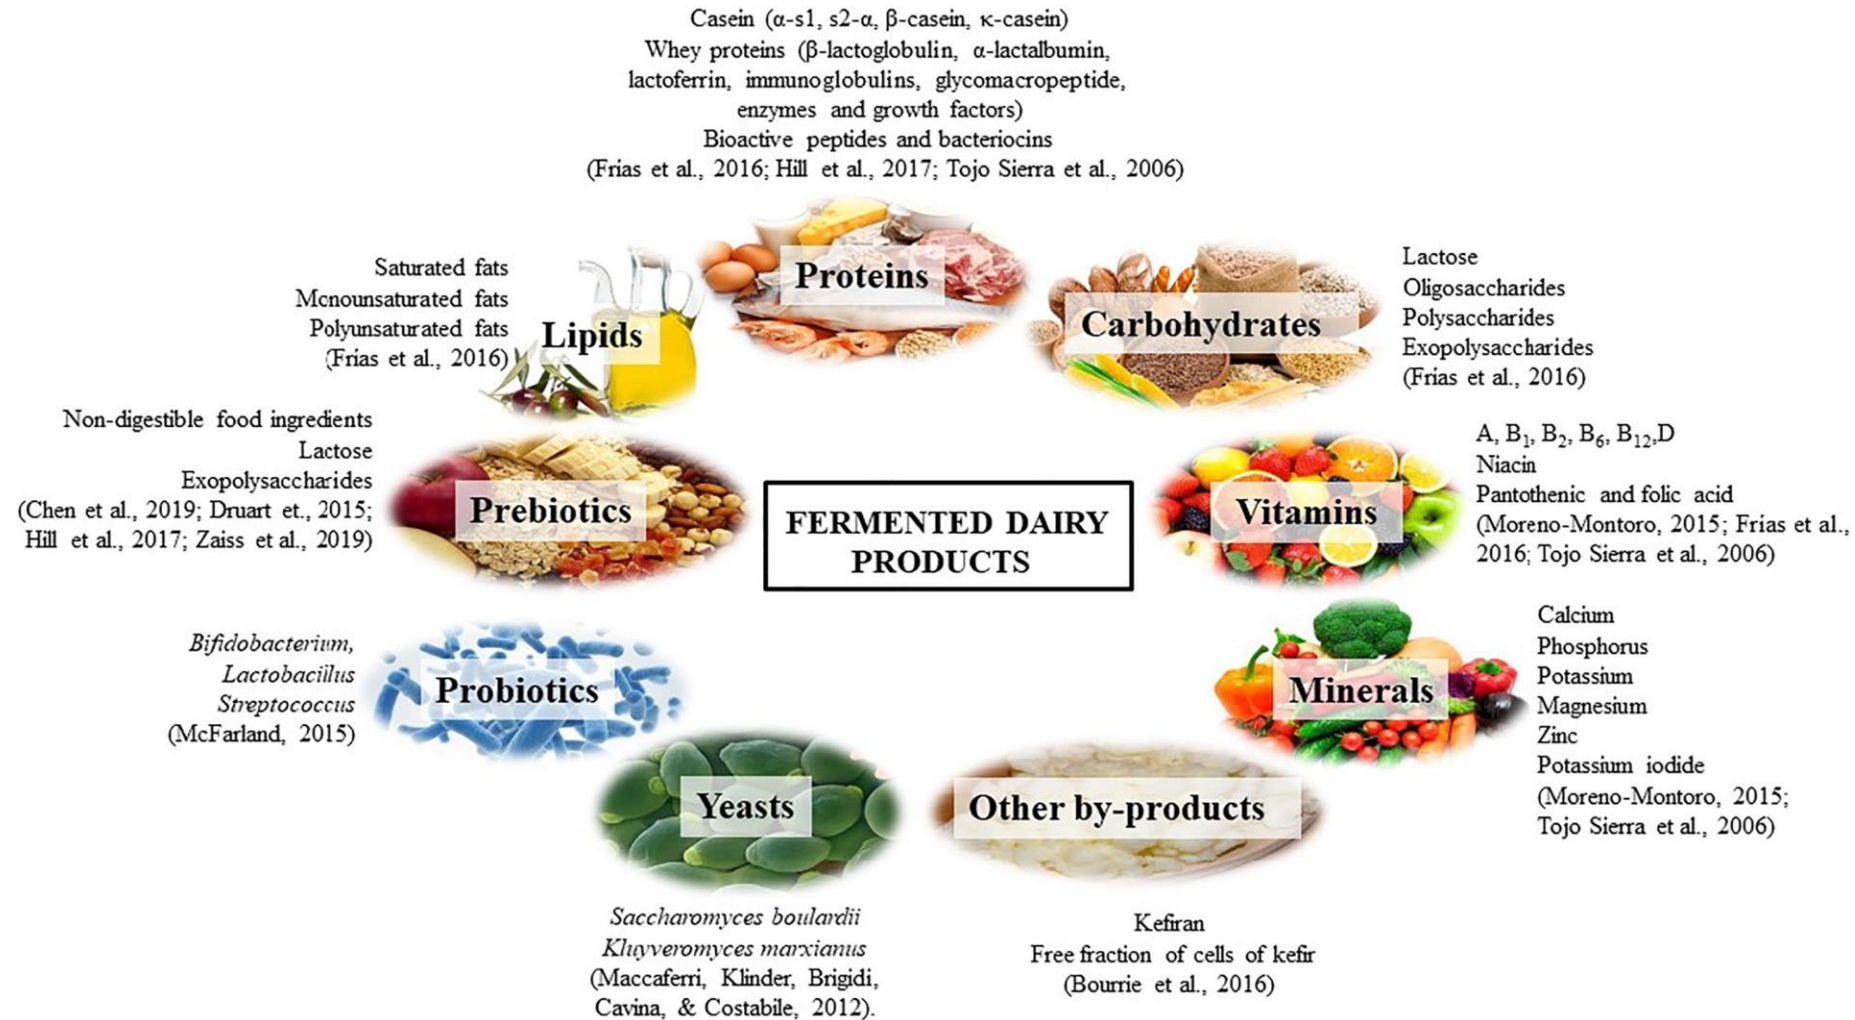 Casein (α-s1, s2-α, β-casein, κ-casein)
Whey proteins (β-lactoglobulin, α-lactalbumin,
lactoferrin, immunoglobulins, glycomacropeptide,
enzymes and growth factors)
Bioactive peptides and bacteriocins
(Frias et al., 2016; Hill et al., 2017; Tojo Sierra et al., 2006)
Proteins
Saturated fats
Mcnounsaturated fats
Polyunsaturated fats
(Frias et al., 2016)
Lipids
Carbohydrates
Lactose
Oligosaccharides
Polysaccharides
Exopolysaccharides
(Frias et al., 2016)
Non-digestible food ingredients
Lactose
Exopolysaccharides
(Chen et al., 2019; Druart et., 2015;
Hill et al., 2017; Zaiss et al., 2019)
Prebiotics
FERMENTED DAIRY
PRODUCTS
Vitamins
A, B₁, B₂, B₆, B₁₂,D
Niacin
Pantothenic and folic acid
(Moreno-Montoro, 2015; Frias et al.,
2016; Tojo Sierra et al., 2006)
Bifidobacterium,
Lactobacillus
Streptococcus
(McFarland, 2015)
Probiotics
Minerals
Calcium
Phosphorus
Potassium
Magnesium
Zinc
Potassium iodide
(Moreno-Montoro, 2015;
Tojo Sierra et al., 2006)
Yeasts
Saccharomyces boulardii
Kluyveromyces marxianus
(Maccaferri, Klinder, Brigidi,
Cavina, & Costabile, 2012).
Other by-products
Kefiran
Free fraction of cells of kefir
(Bourrie et al., 2016)